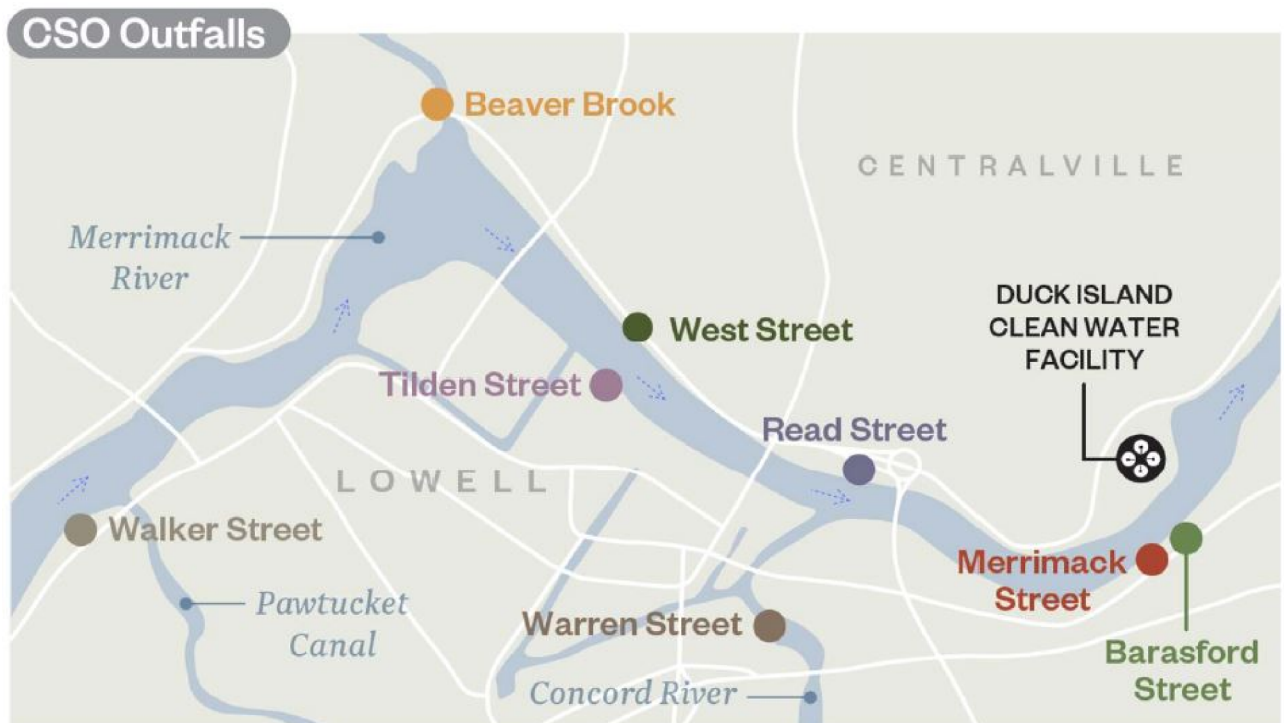 CSO Outfalls
Beaver Brook
CENTRALVILLE
Merrimack
River
DUCK ISLAND
CLEAN WATER
FACILITY
West Street
Tilden Street
Read Street
LOWELL
Walker Street
Merrimack
Street
Pawtucket
Canal
Warren Street
Barasford
Street
Concord River